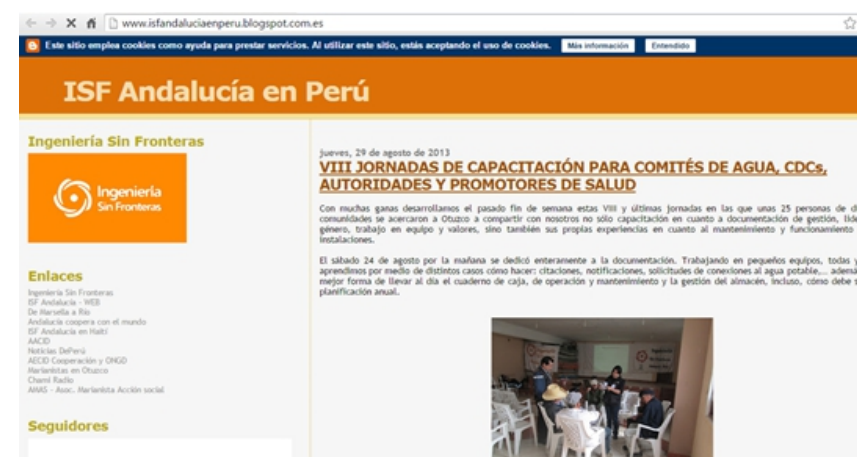 www.isfandaluciaenperu.blogspot.com.es
Este sitio emplea cookies como ayuda para prestar servicios. Al utilizar este sitio, estás aceptando el uso de cookies. Más información Entendido
ISF Andalucía en Perú
Ingeniería Sin Fronteras
Ingeniería
Sin Fronteras
Enlaces
Ingeniería Sin Fronteras
ISF Andalucía - WEB
De Marsella a Río
Andalucía coopera con el mundo
ISF Andalucía en Haití
AACID
Noticias DePerú
AECID Cooperación y ONGD
Marianistas en Otuzco
Chami Radio
AMAS - Asoc. Marianista Acción social
Seguidores
jueves, 29 de agosto de 2013
VIII JORNADAS DE CAPACITACIÓN PARA COMITÉS DE AGUA, CDCs,
AUTORIDADES Y PROMOTORES DE SALUD
Con muchas ganas desarrollamos el pasado fin de semana estas VIII y últimas jornadas en las que unas 25 personas de
comunidades se acercaron a Otuzco a compartir con nosotros no sólo capacitación en cuanto a documentación de gestión,
género, trabajo en equipo y valores, sino también sus propias experiencias en cuanto al mantenimiento y funcionamiento
instalaciones.
El sábado 24 de agosto por la mañana se dedicó enteramente a la documentación. Trabajando en pequeños equipos, todas y
aprendimos por medio de distintos casos cómo hacer: citaciones, notificaciones, solicitudes de conexiones al agua potable,...
mejor forma de llevar al día el cuaderno de caja, de operación y mantenimiento y la gestión del almacén, incluso, cómo debe
planificación anual.